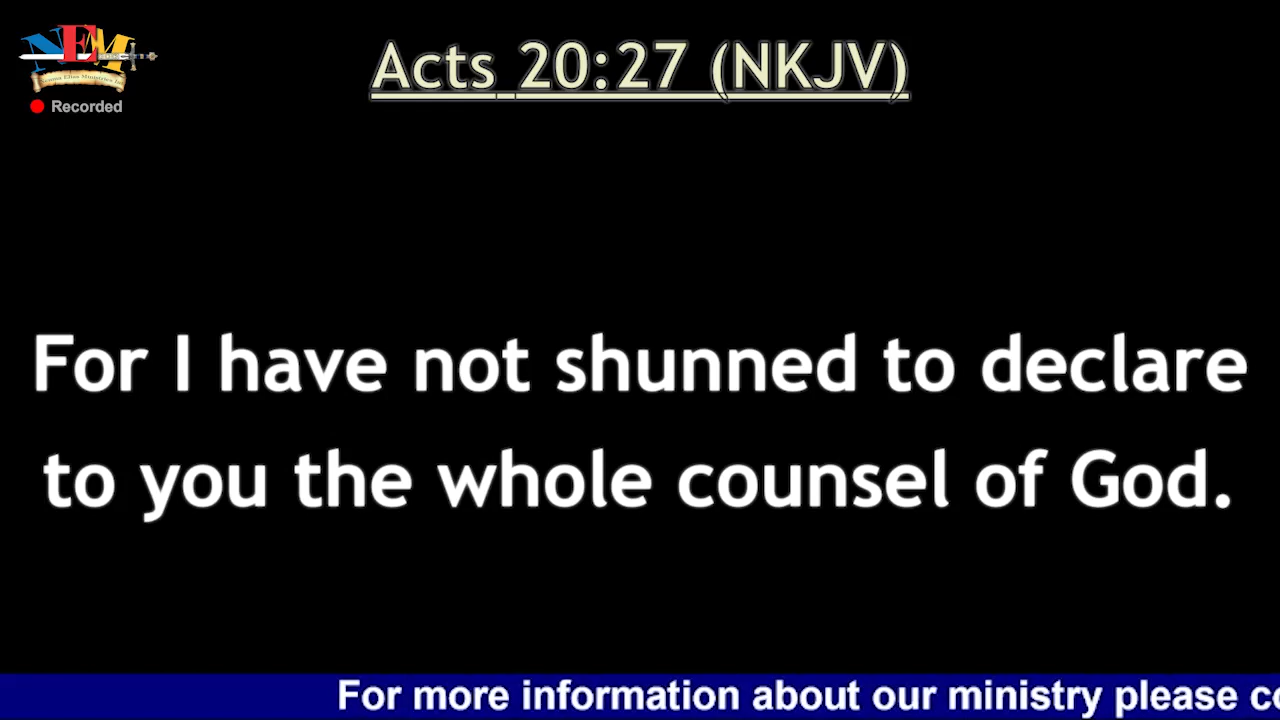 NEM
Recorded
Acts 20:27 (NKJV)
For I have not shunned to declare
to you the whole counsel of God.
For more information about our ministry please